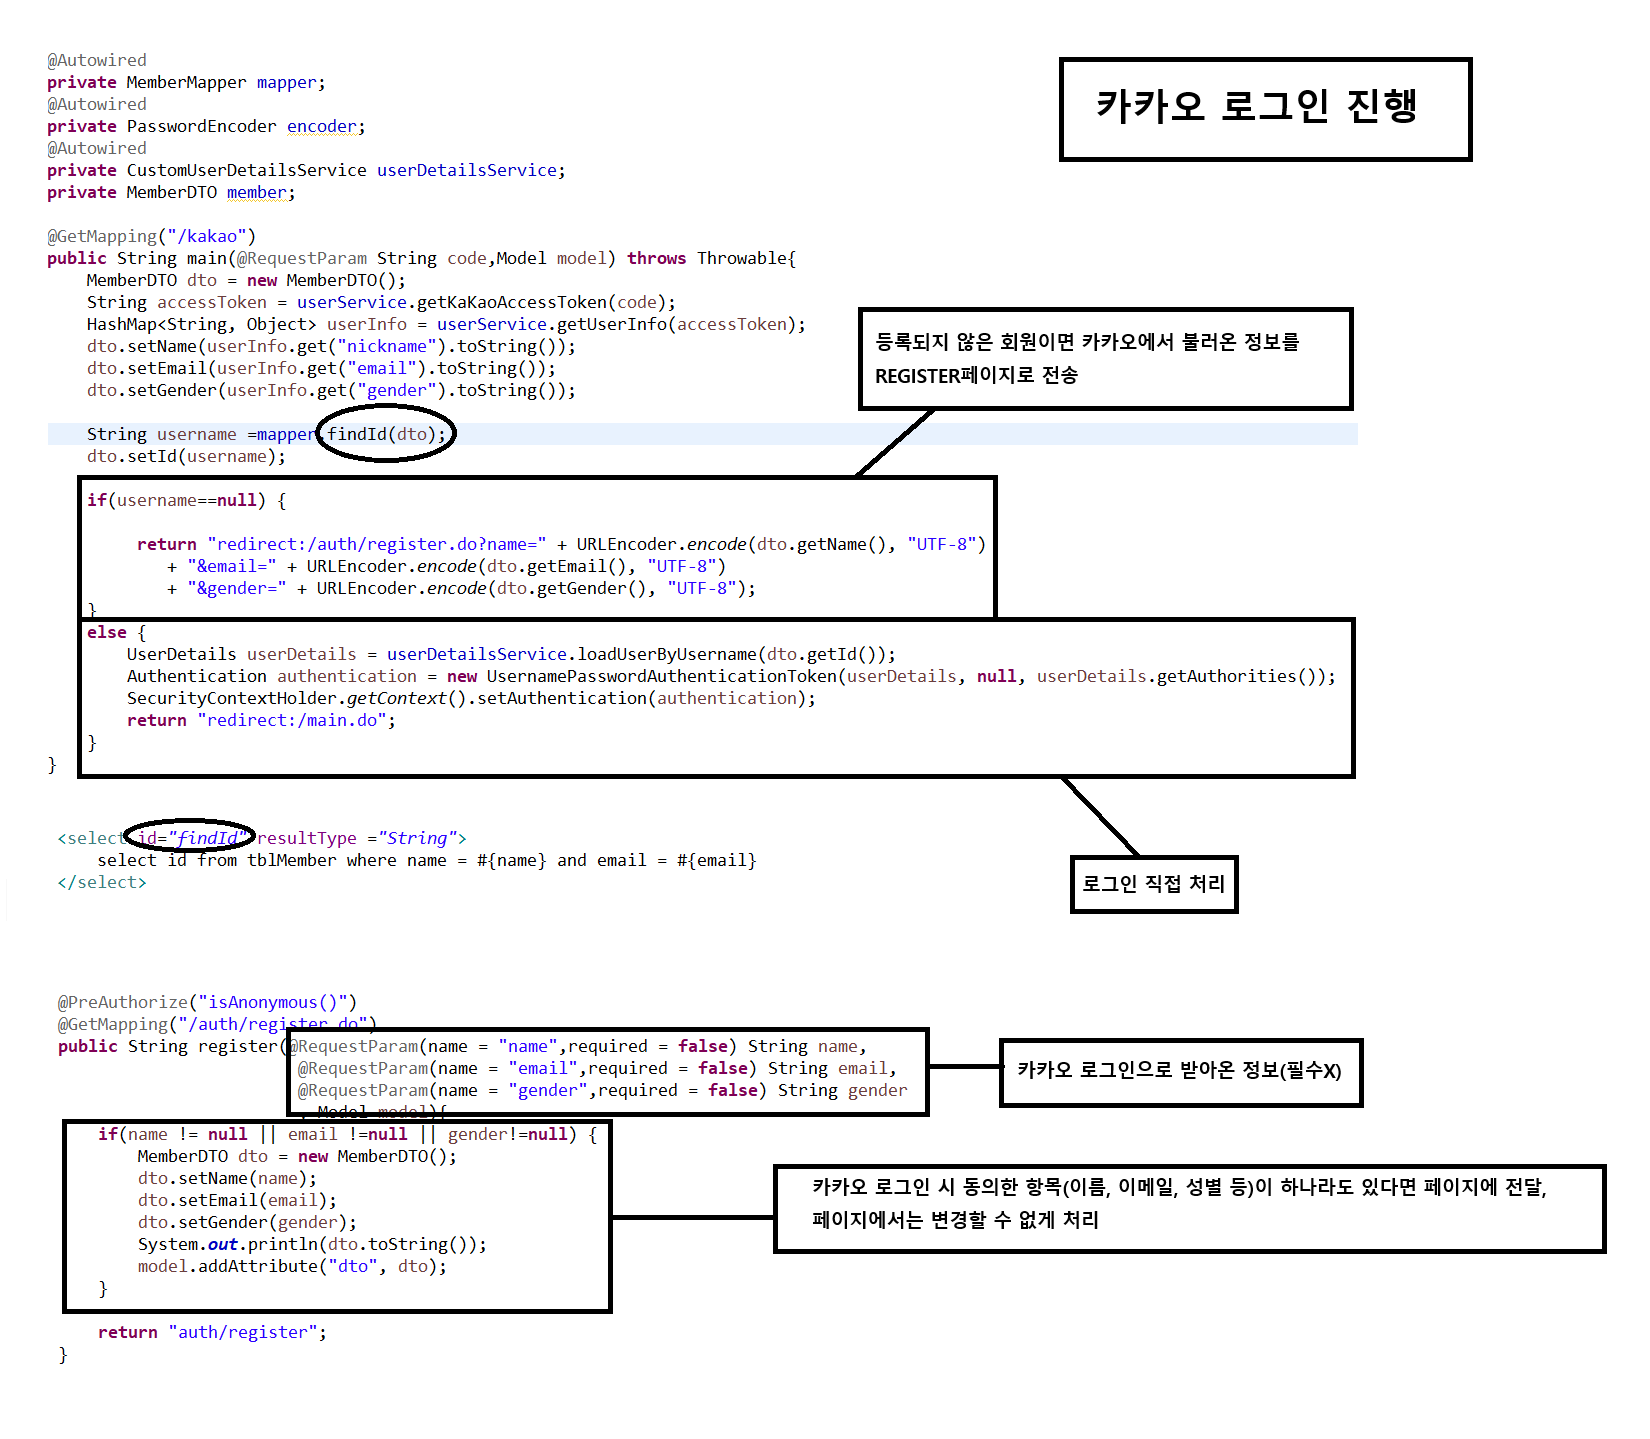 카카오 로그인 진행
@Autowired
private MemberMapper mapper;
@Autowired
private PasswordEncoder encoder;
@Autowired
private CustomUserDetailsService userDetailsService;
private MemberDTO member;
@GetMapping("/kakao")
public String main(@RequestParam String code,Model model) throws Throwable{
MemberDTO dto = new MemberDTO();
String accessToken = userService.getKaKaoAccessToken(code);
HashMap<String, Object> userInfo = userService.getUserInfo(accessToken);
dto.setName(userInfo.get("nickname").toString());
dto.setEmail(userInfo.get("email").toString());
dto.setGender(userInfo.get("gender").toString());
등록되지 않은 회원이면 카카오에서 불러온 정보를
REGISTER페이지로 전송
String username =mapper.findId(dto);
dto.setId(username);
if(username==null) {
return "redirect:/auth/register.do?name=" + URLEncoder.encode(dto.getName(), "UTF-8")
+ "&email=" + URLEncoder.encode(dto.getEmail(), "UTF-8")
+ "&gender=" + URLEncoder.encode(dto.getGender(), "UTF-8");
}
else {
UserDetails userDetails = userDetailsService.loadUserByUsername(dto.getId());
Authentication authentication = new UsernamePasswordAuthenticationToken(userDetails, null, userDetails.getAuthorities());
SecurityContextHolder.getContext().setAuthentication(authentication);
return "redirect:/main.do";
}
}
<select id="findId" resultType ="String">
select id from tblMember where name = #{name} and email = #{email}
</select>
로그인 직접 처리
@PreAuthorize("isAnonymous()")
@GetMapping("/auth/register.do")
public String register(@RequestParam(name = "name",required = false) String name,
@RequestParam(name = "email",required = false) String email,
@RequestParam(name = "gender",required = false) String gender
, Model model){
카카오 로그인으로 받아온 정보(필수X)
if(name != null || email !=null || gender!=null) {
MemberDTO dto = new MemberDTO();
dto.setName(name);
dto.setEmail(email);
dto.setGender(gender);
System.out.println(dto.toString());
model.addAttribute("dto", dto);
}
카카오 로그인 시 동의한 항목(이름, 이메일, 성별 등)이 하나라도 있다면 페이지에 전달,
페이지에서는 변경할 수 없게 처리
return "auth/register";
}